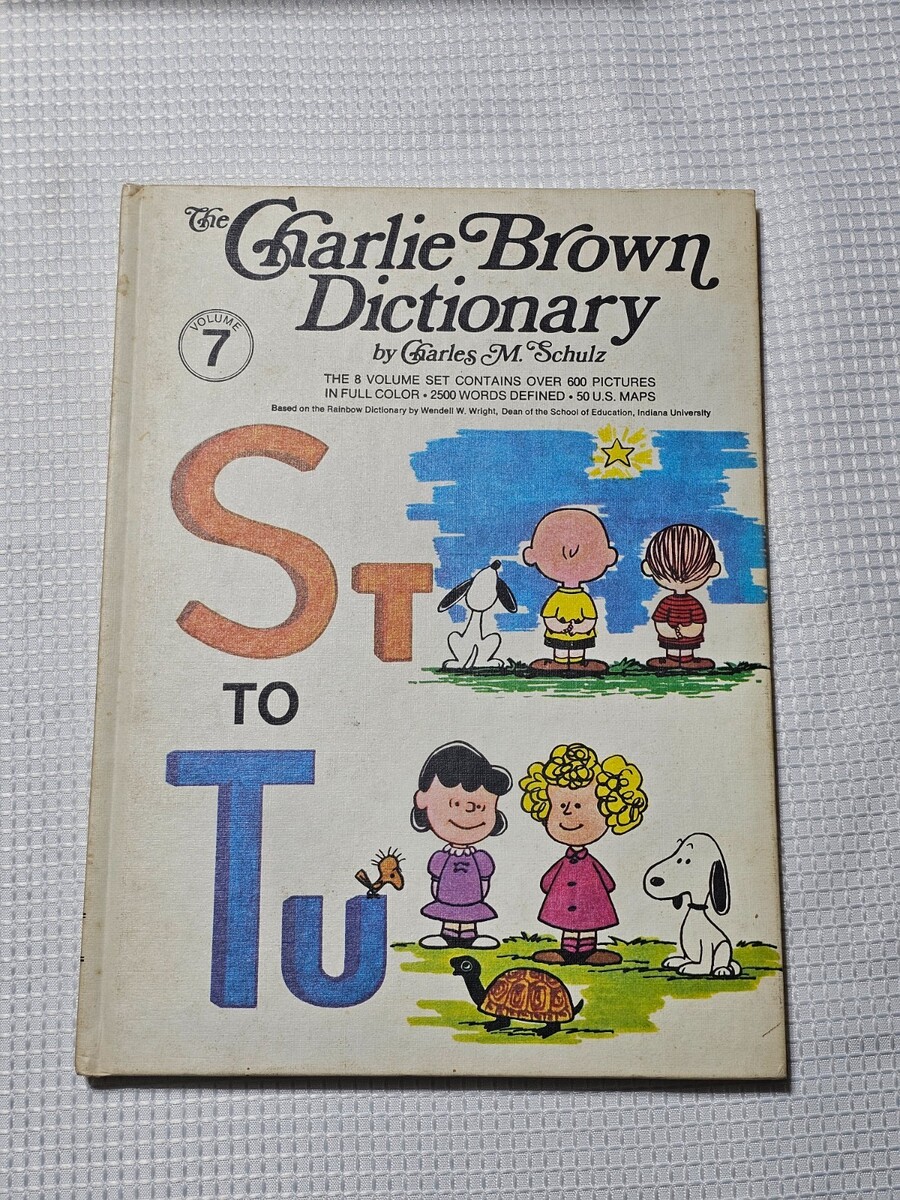 The Charlie Brown
Dictionary
VOLUME
7
by Charles M. Schulz
THE 8 VOLUME SET CONTAINS OVER 600 PICTURES
IN FULL COLOR • 2500 WORDS DEFINED • 50 U.S. MAPS
Based on the Rainbow Dictionary by Wendell W. Wright, Dean of the School of Education, Indiana University
ST
TO
TU